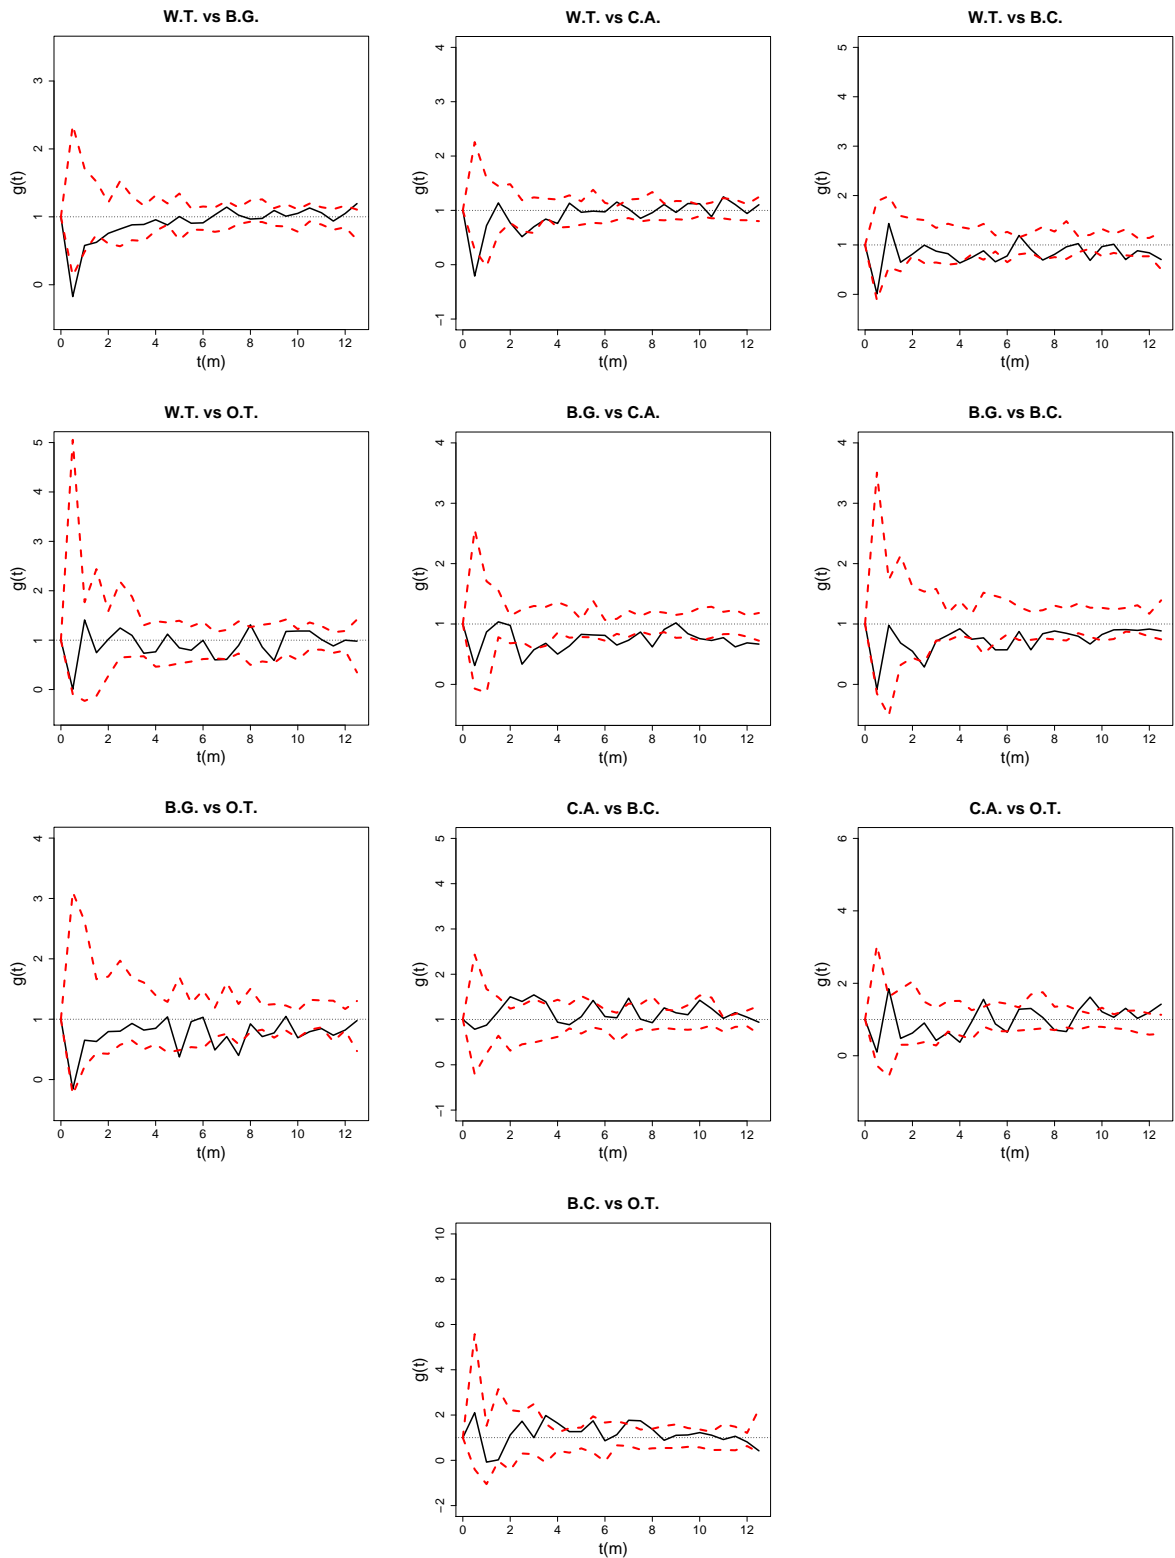 W.T. vs B.G.
g(t)
0 1 2 3
0 2 4 6 8 10 12
t(m)
W.T. vs C.A.
g(t)
−1 0 1 2 3 4
0 2 4 6 8 10 12
t(m)
W.T. vs B.C.
g(t)
0 1 2 3 4 5
0 2 4 6 8 10 12
t(m)
W.T. vs O.T.
g(t)
0 1 2 3 4 5
0 2 4 6 8 10 12
t(m)
B.G. vs C.A.
g(t)
0 1 2 3 4
0 2 4 6 8 10 12
t(m)
B.G. vs B.C.
g(t)
0 1 2 3 4
0 2 4 6 8 10 12
t(m)
B.G. vs O.T.
g(t)
0 1 2 3 4
0 2 4 6 8 10 12
t(m)
C.A. vs B.C.
g(t)
−1 0 1 2 3 4 5
0 2 4 6 8 10 12
t(m)
C.A. vs O.T.
g(t)
0 2 4 6
0 2 4 6 8 10 12
t(m)
B.C. vs O.T.
g(t)
−2 0 2 4 6 8 10
0 2 4 6 8 10 12
t(m)